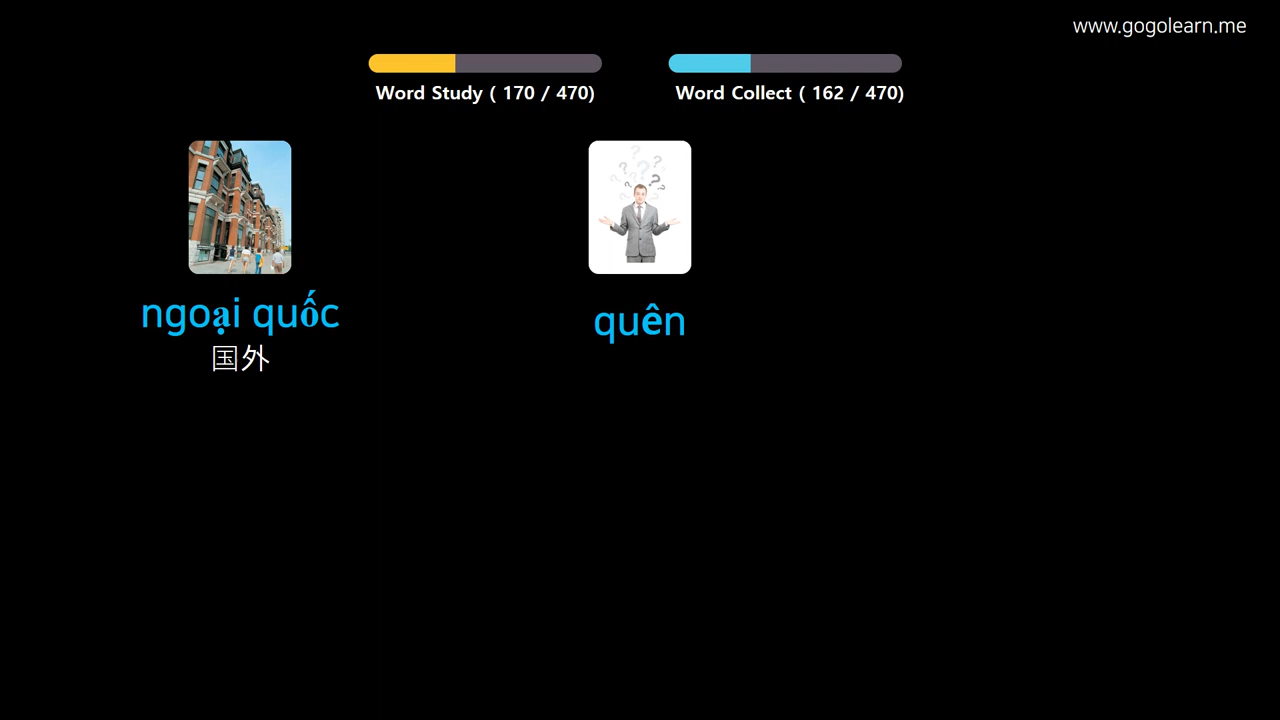 www.gogolearn.me
Word Study ( 170 / 470)
Word Collect ( 162 / 470)
ngoại quốc
国外
quên